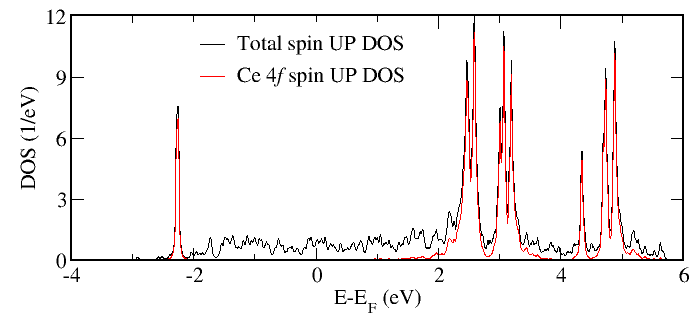 12
9
6
3
0
DOS (1/eV)
Total spin UP DOS
Ce 4f spin UP DOS
-4 -2 0 2 4 6
E-E_F (eV)